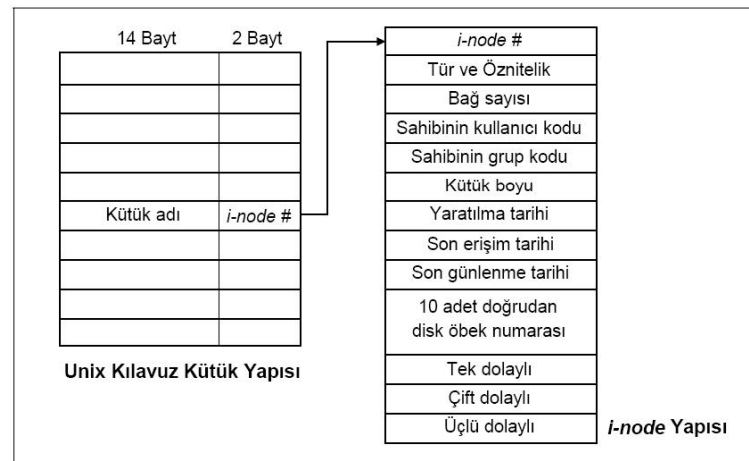 14 Bayt 2 Bayt
Kütük adı i-node #
Unix Kılavuz Kütük Yapısı
i-node #
Tür ve Öznitelik
Bağ sayısı
Sahibinin kullanıcı kodu
Sahibinin grup kodu
Kütük boyu
Yaratılma tarihi
Son erişim tarihi
Son günlenme tarihi
10 adet doğrudan
disk öbek numarası
Tek dolaylı
Çift dolaylı
Üçlü dolaylı
i-node Yapısı